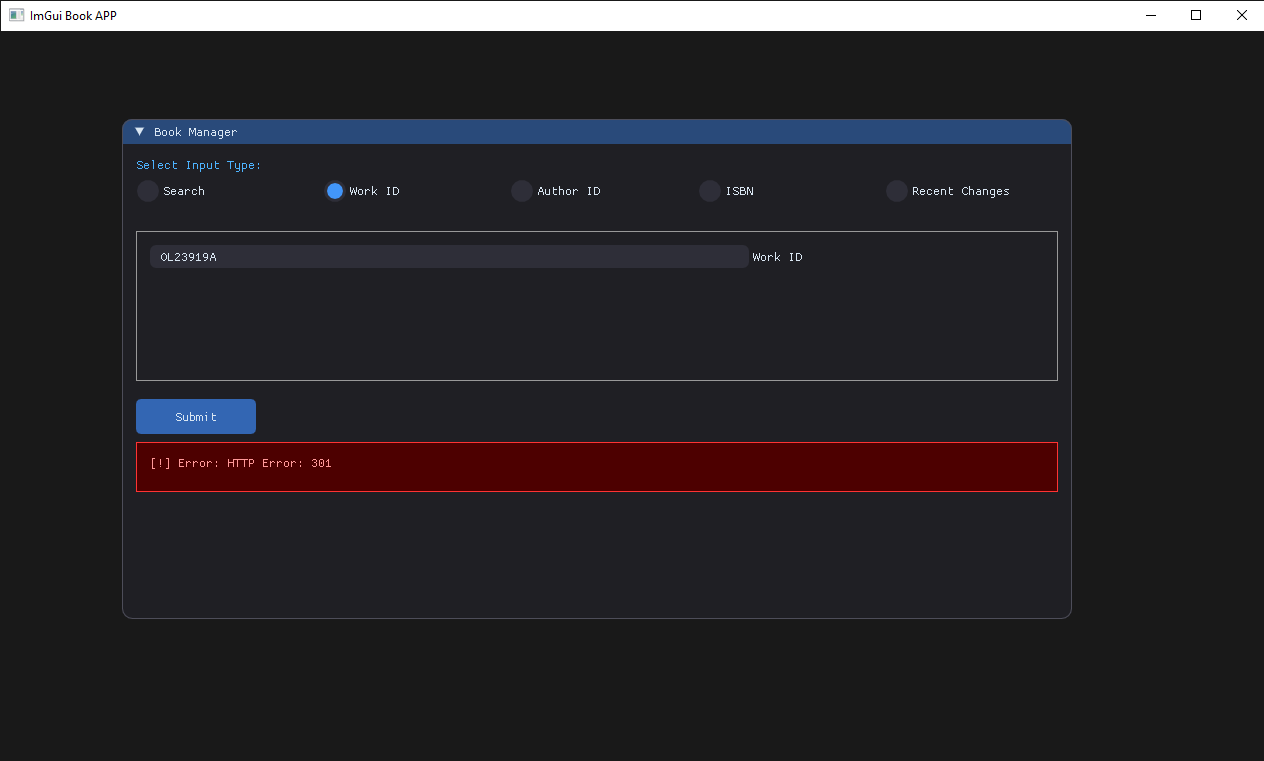 ImGui Book APP
Book Manager
Select Input Type:
Search Work ID Author ID ISBN Recent Changes
OL23919A Work ID
Submit
[!] Error: HTTP Error: 301